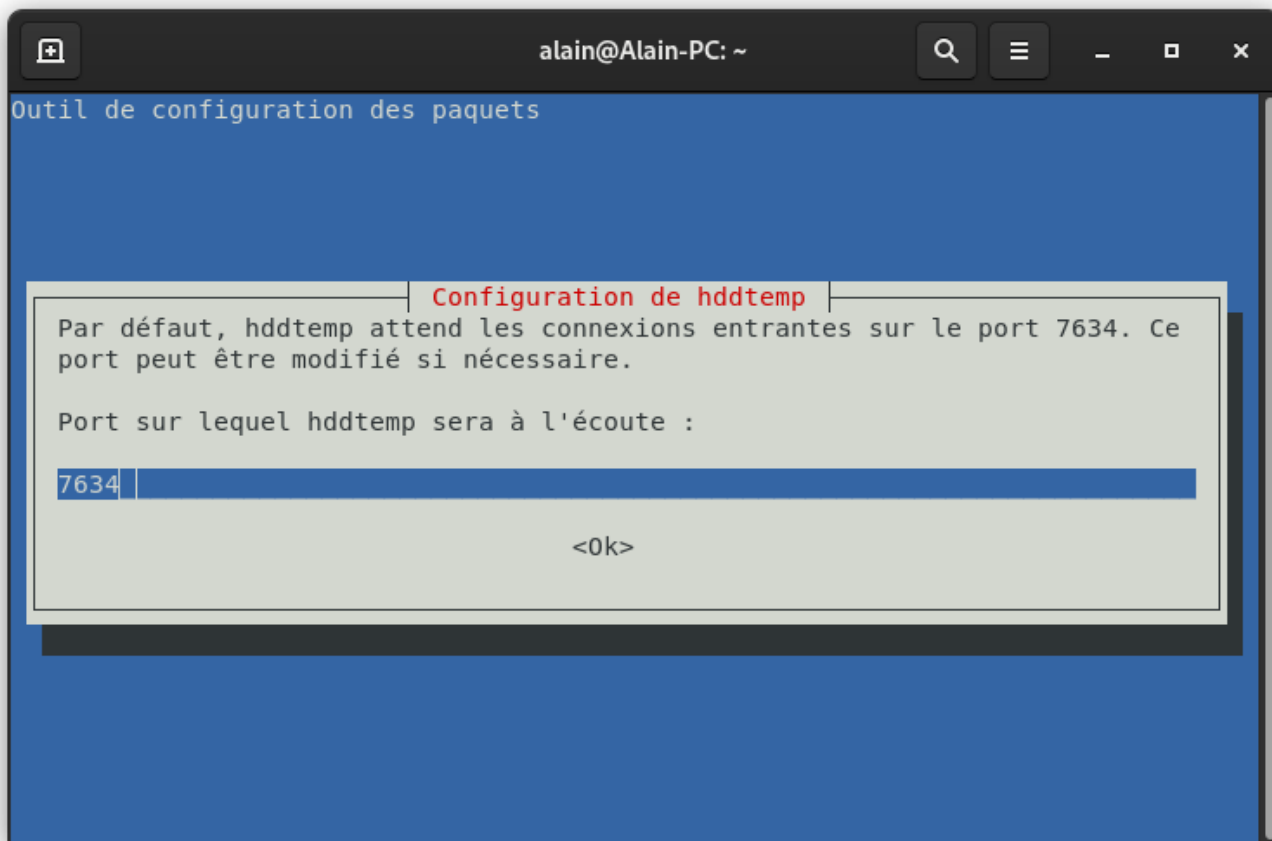 alain@Alain-PC: ~
Outil de configuration des paquets
Configuration de hddtemp
Par défaut, hddtemp attend les connexions entrantes sur le port 7634. Ce
port peut être modifié si nécessaire.
Port sur lequel hddtemp sera à l'écoute :
7634
<Ok>